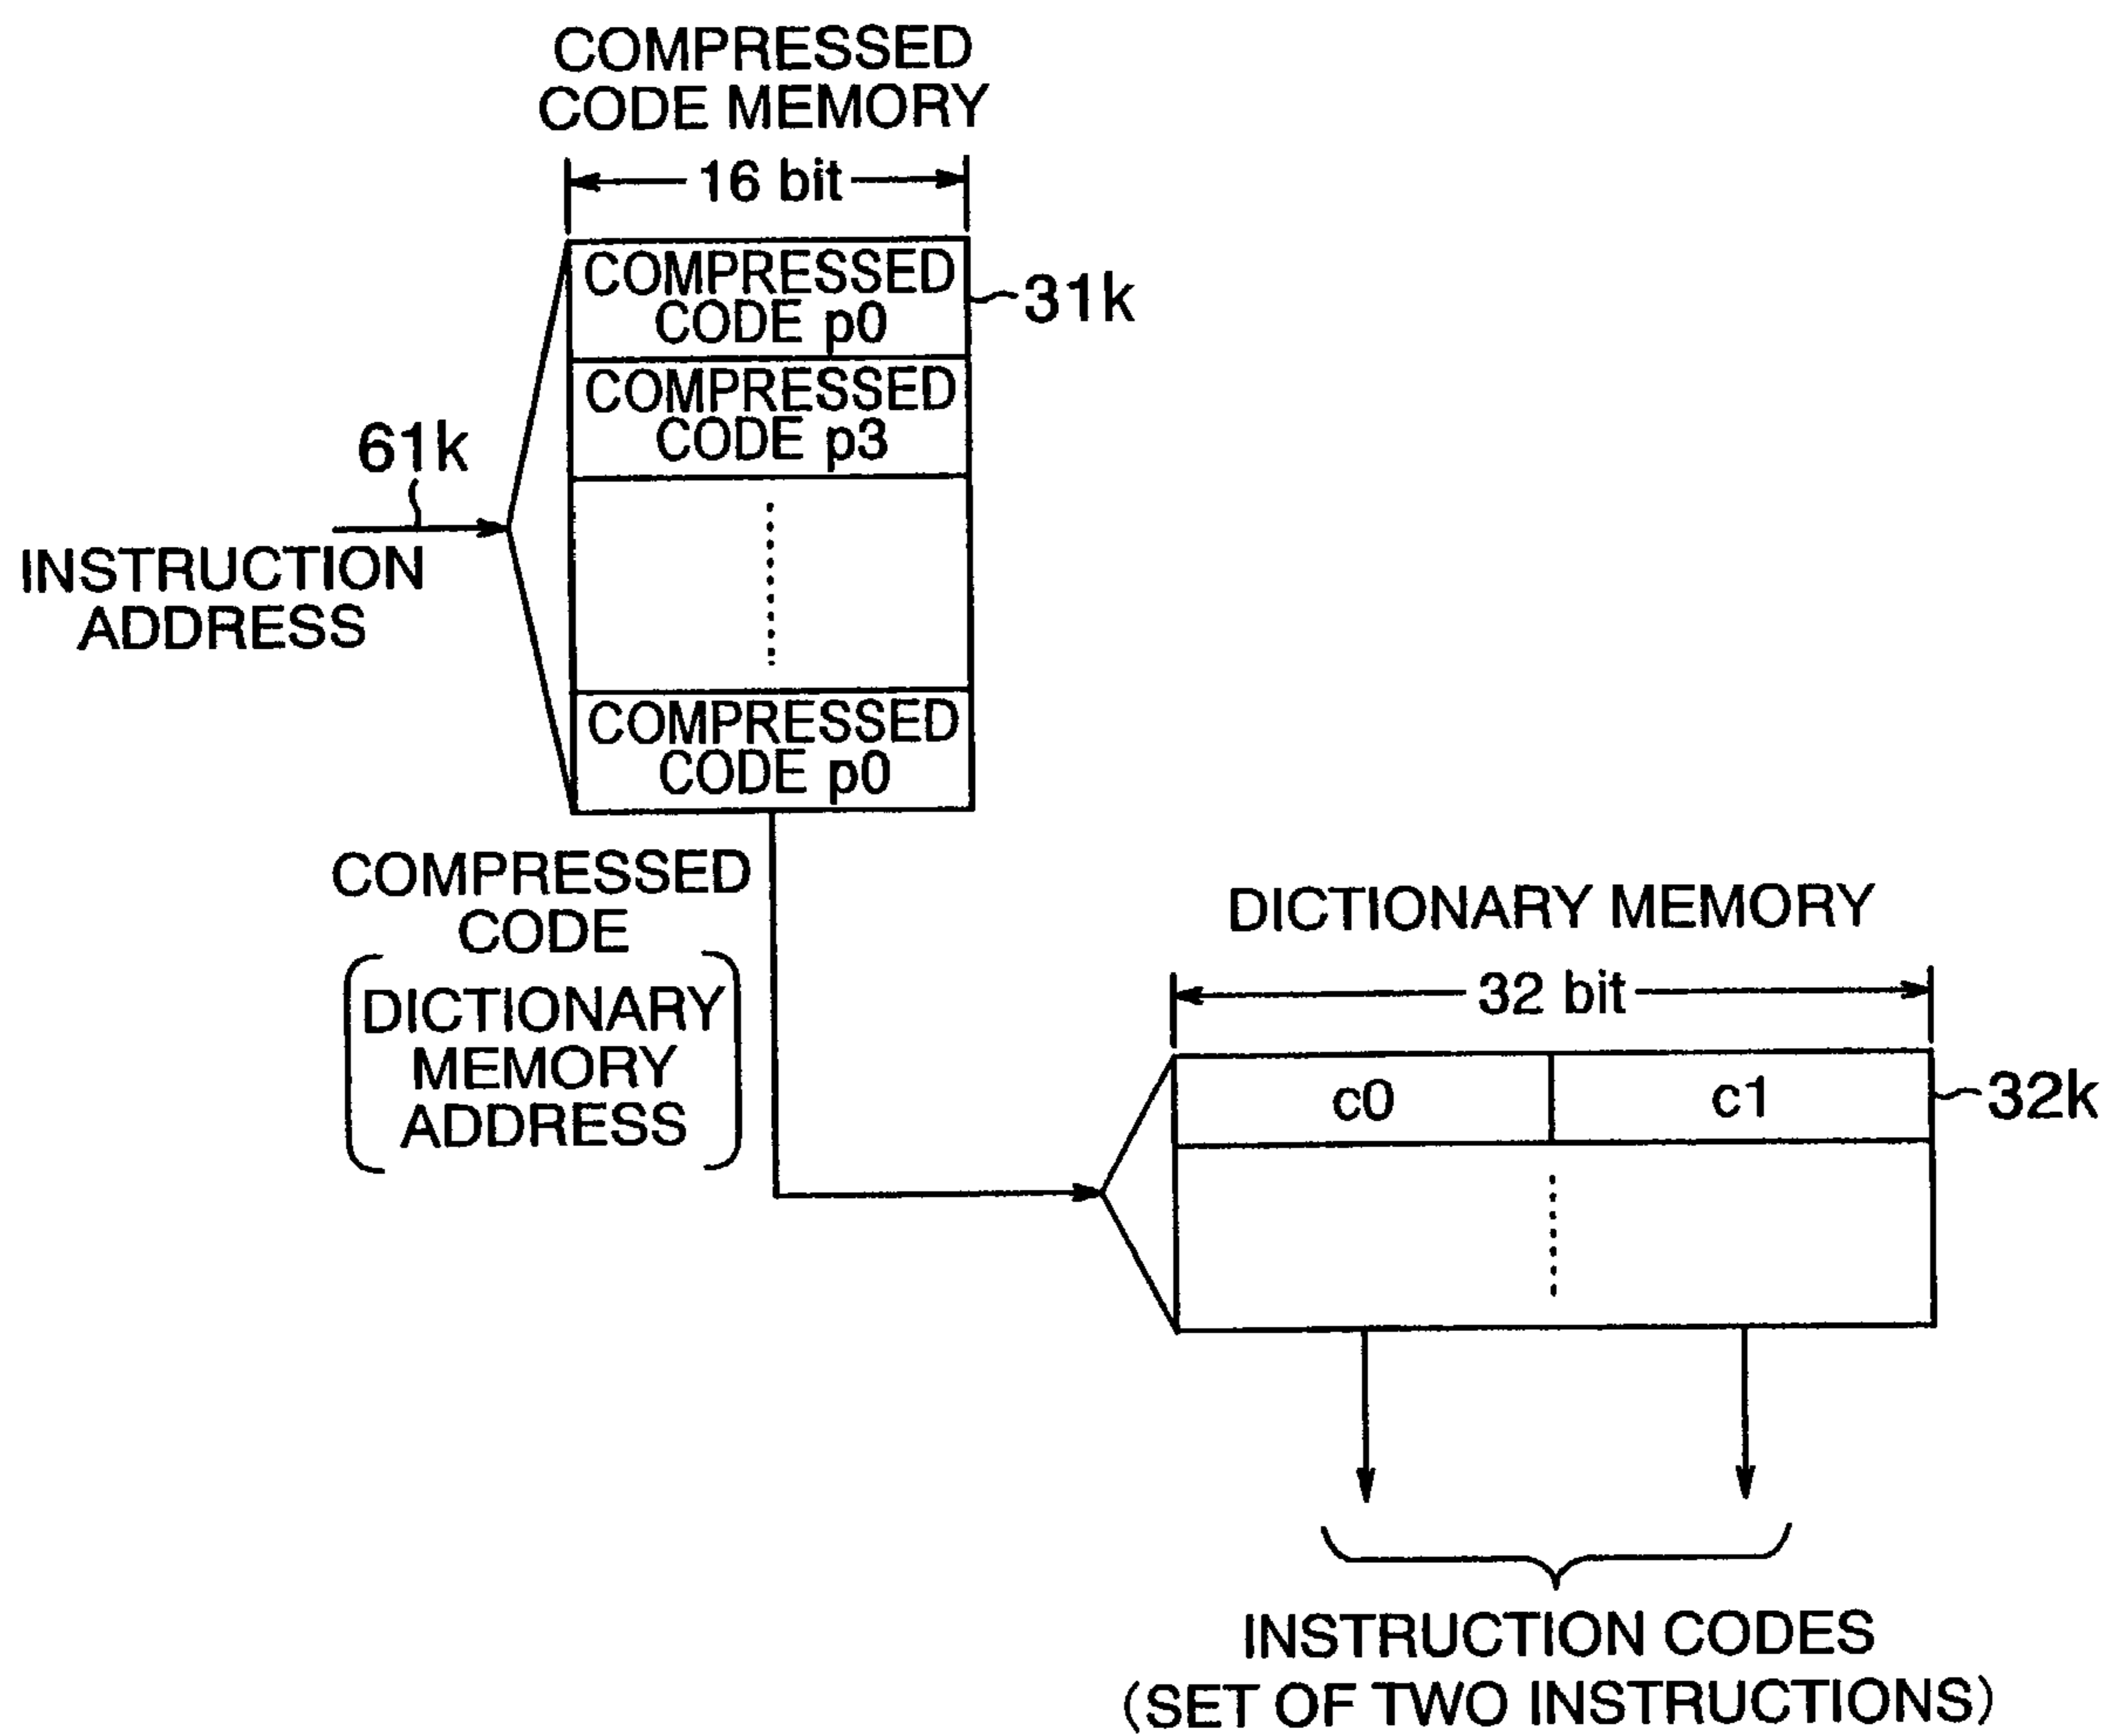 COMPRESSED
CODE MEMORY
16 bit
COMPRESSED
CODE p0
31k
COMPRESSED
CODE p3
61k
INSTRUCTION
ADDRESS
COMPRESSED
CODE p0
COMPRESSED
CODE
DICTIONARY
MEMORY
ADDRESS
DICTIONARY MEMORY
32 bit
c0
c1
32k
INSTRUCTION CODES
(SET OF TWO INSTRUCTIONS)